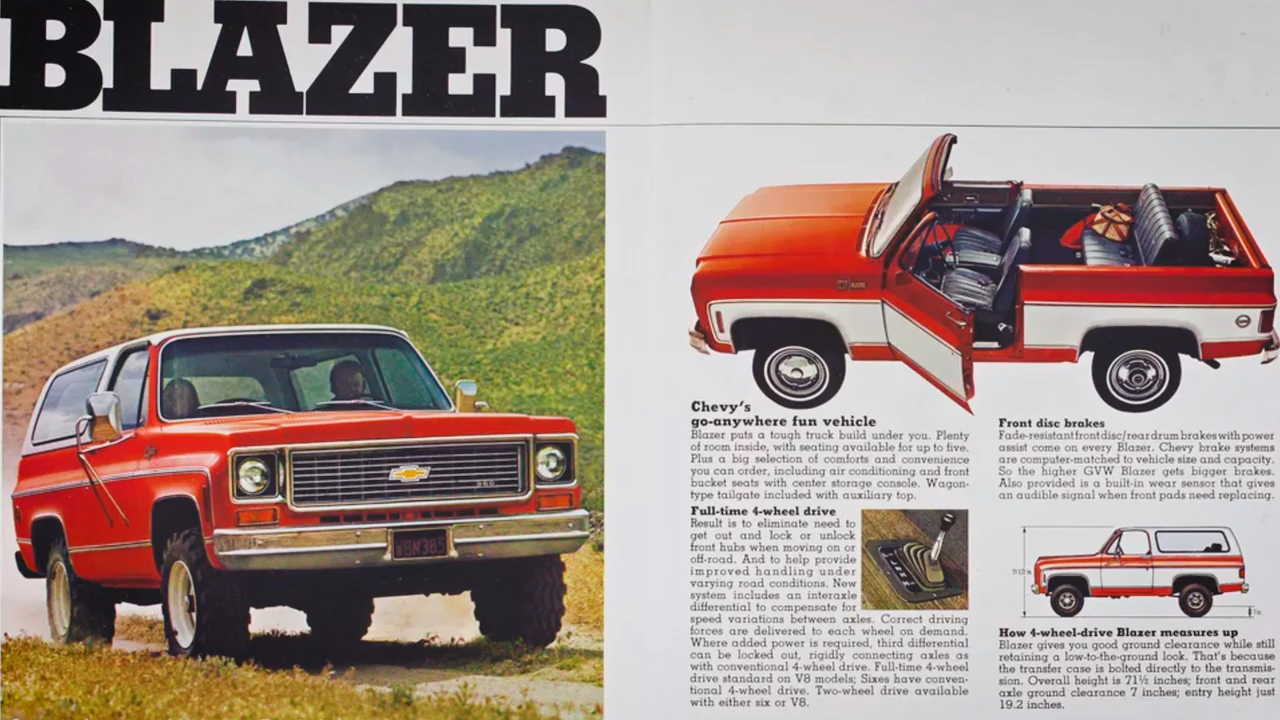 BLAZER
WBM385
Chevy's
go-anywhere fun vehicle
Blazer puts a tough truck build under you. Plenty
of room inside, with seating available for up to five.
Plus a big selection of comforts and convenience
you can order, including air conditioning and front
bucket seats with center storage console. Wagon-
type tailgate included with auxiliary top.
Full-time 4-wheel drive
Result is to eliminate need to
get out and lock or unlock
front hubs when moving on or
off-road. And to help provide
improved handling under
varying road conditions. New
system includes an interaxle
differential to compensate for
speed variations between axles. Correct driving
forces are delivered to each wheel on demand.
Where added power is required, third differential
can be locked out, rigidly connecting axles as
with conventional 4-wheel drive. Full-time 4-wheel
drive standard on V8 models; Sixes have conven-
tional 4-wheel drive. Two-wheel drive available
with either six or V8.
Front disc brakes
Fade-resistant front disc/rear drum brakes with power
assist come on every Blazer. Chevy brake systems
are computer-matched to vehicle size and capacity.
So the higher GVW Blazer gets bigger brakes.
Also provided is a built-in wear sensor that gives
an audible signal when front pads need replacing.
How 4-wheel-drive Blazer measures up
Blazer gives you good ground clearance while still
retaining a low-to-the-ground look. That's because
the transfer case is bolted directly to the transmis-
sion. Overall height is 71½ inches; front and rear
axle ground clearance 7 inches; entry height just
19.2 inches.